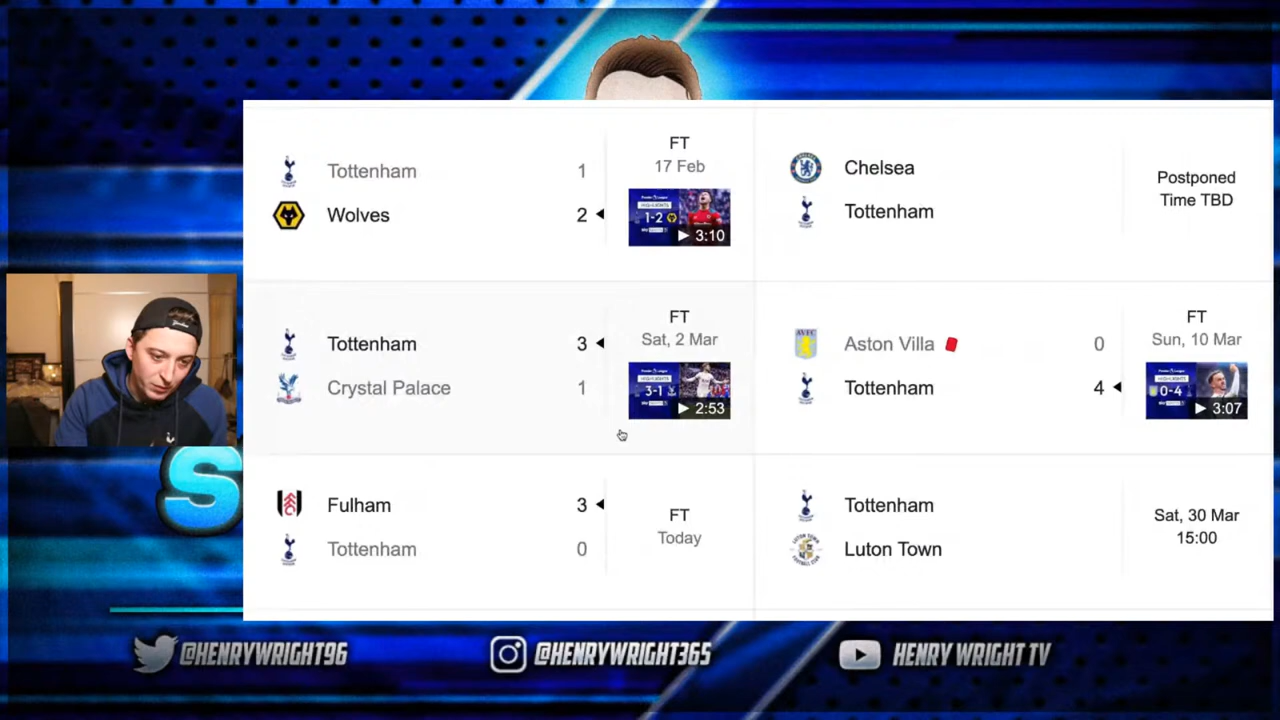 Tottenham 1
Wolves 2
FT
17 Feb
1-2
3:10
Chelsea
Tottenham
Postponed
Time TBD
Tottenham 3
Crystal Palace 1
FT
Sat, 2 Mar
3-1
2:53
Aston Villa 0
Tottenham 4
FT
Sun, 10 Mar
0-4
3:07
Fulham 3
Tottenham 0
FT
Today
Tottenham
Luton Town
Sat, 30 Mar
15:00
S
@HENRYWRIGHT96
@HENRYWRIGHT365
HENRY WRIGHT TV